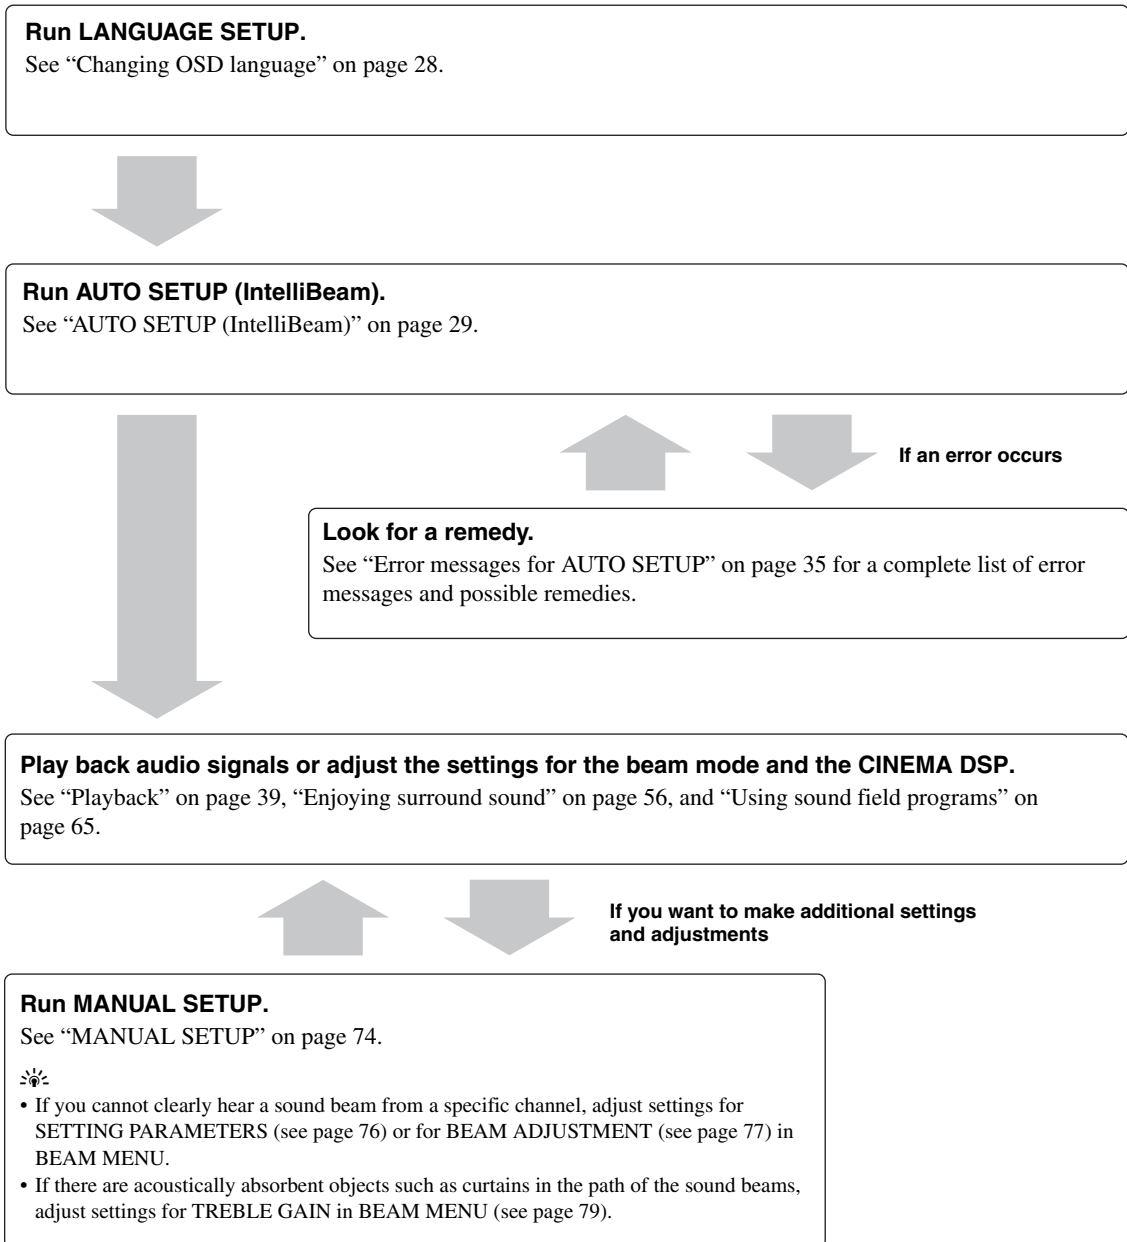 Run LANGUAGE SETUP.
See “Changing OSD language” on page 28.
Run AUTO SETUP (IntelliBeam).
See “AUTO SETUP (IntelliBeam)” on page 29.
If an error occurs
Look for a remedy.
See “Error messages for AUTO SETUP” on page 35 for a complete list of error
messages and possible remedies.
Play back audio signals or adjust the settings for the beam mode and the CINEMA DSP.
See “Playback” on page 39, “Enjoying surround sound” on page 56, and “Using sound field programs” on
page 65.
If you want to make additional settings
and adjustments
Run MANUAL SETUP.
See “MANUAL SETUP” on page 74.
• If you cannot clearly hear a sound beam from a specific channel, adjust settings for
SETTING PARAMETERS (see page 76) or for BEAM ADJUSTMENT (see page 77) in
BEAM MENU.
• If there are acoustically absorbent objects such as curtains in the path of the sound beams,
adjust settings for TREBLE GAIN in BEAM MENU (see page 79).